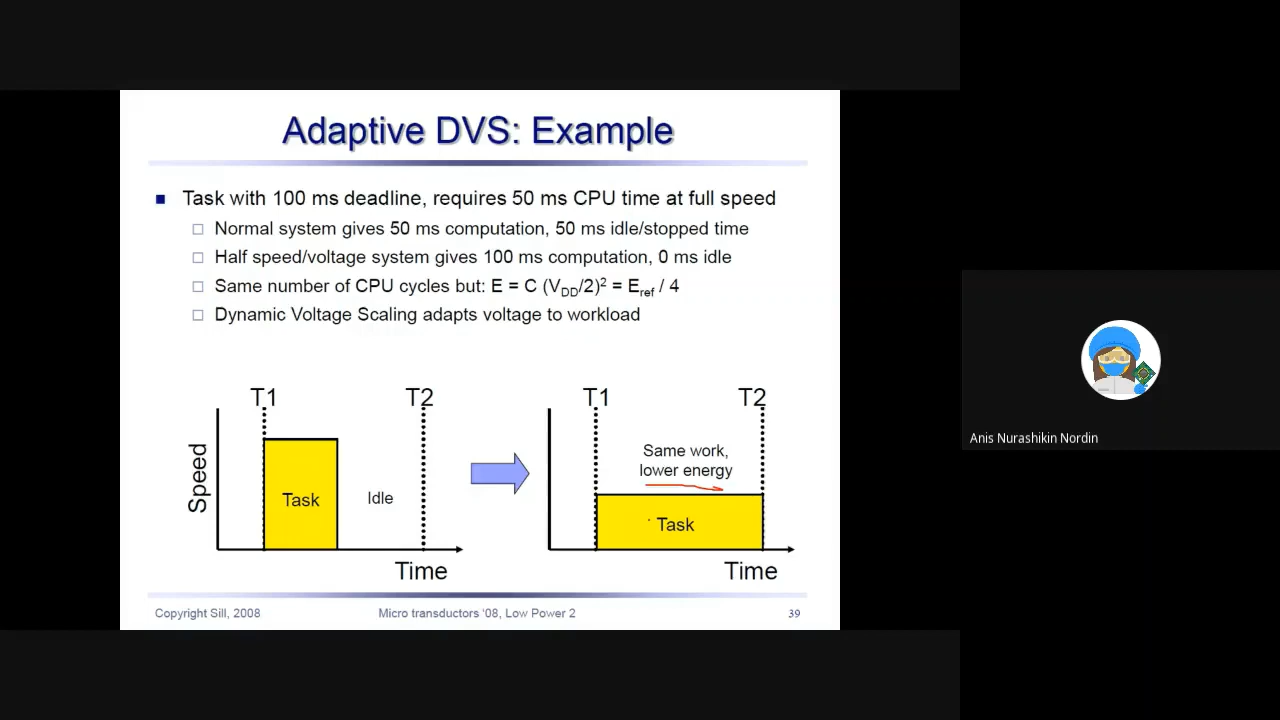 Adaptive DVS: Example
Task with 100 ms deadline, requires 50 ms CPU time at full speed
Normal system gives 50 ms computation, 50 ms idle/stopped time
Half speed/voltage system gives 100 ms computation, 0 ms idle
Same number of CPU cycles but: E = C (VDD/2)² = Eref / 4
Dynamic Voltage Scaling adapts voltage to workload
T1
T2
Speed
Task
Idle
Time
T1
T2
Same work,
lower energy
Task
Time
Copyright Sill, 2008
Micro transductors '08, Low Power 2
39
Anis Nurashikin Nordin